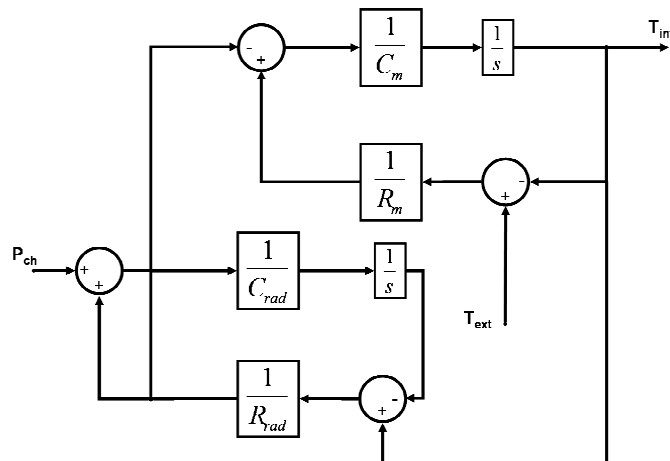 1
C_m
1
s
T_in
- +
1
R_m
- +
P_ch
+ +
1
C_rad
1
s
T_ext
1
R_rad
+ -